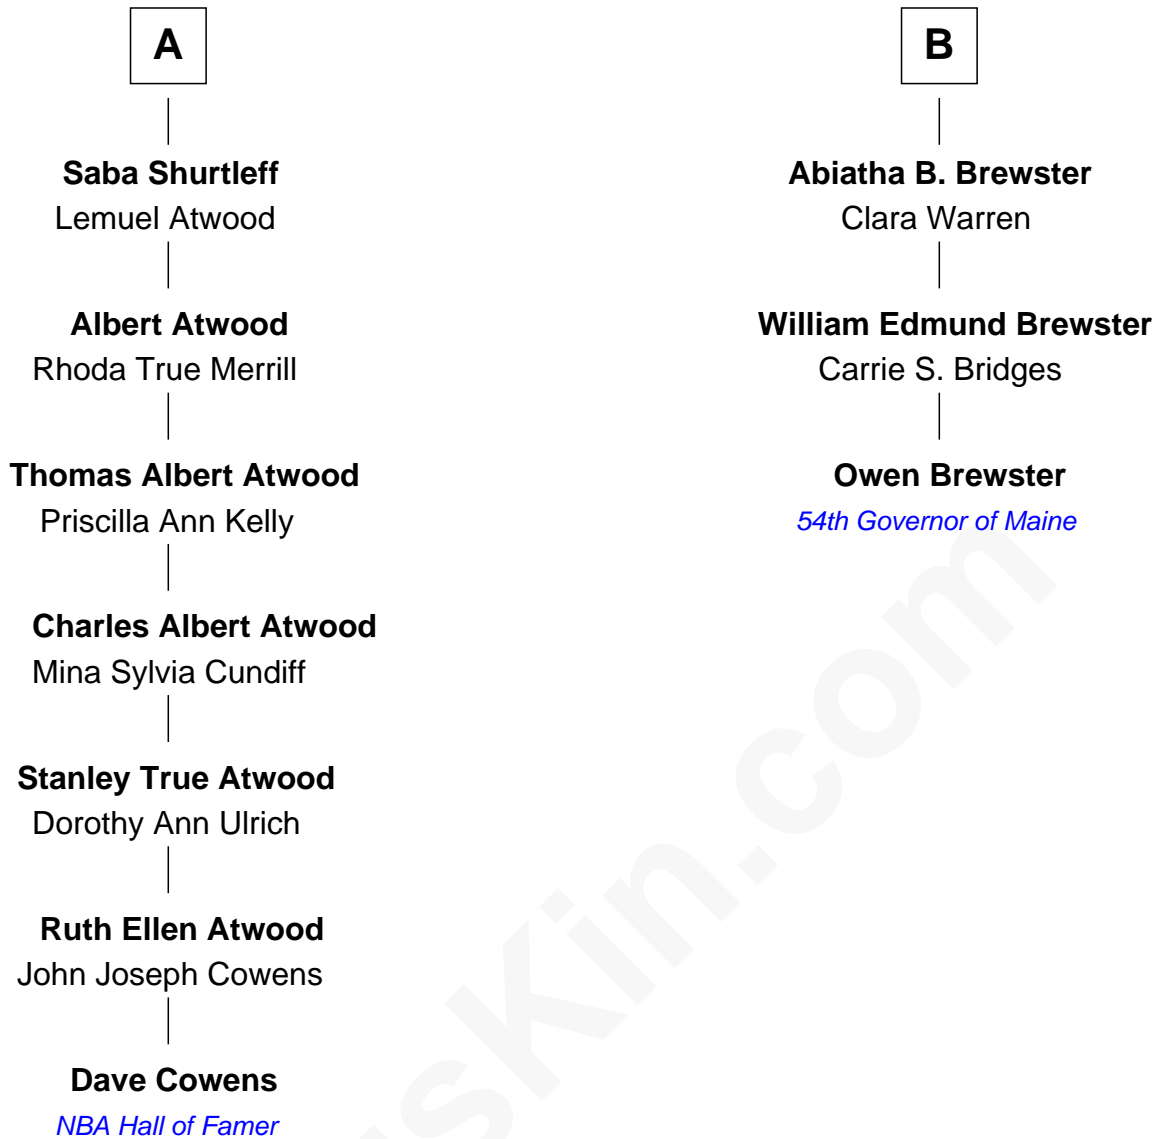 A
Saba Shurtleff
Lemuel Atwood
Albert Atwood
Rhoda True Merrill
Thomas Albert Atwood
Priscilla Ann Kelly
Charles Albert Atwood
Mina Sylvia Cundiff
Stanley True Atwood
Dorothy Ann Ulrich
Ruth Ellen Atwood
John Joseph Cowens
Dave Cowens
NBA Hall of Famer
B
Abiatha B. Brewster
Clara Warren
William Edmund Brewster
Carrie S. Bridges
Owen Brewster
54th Governor of Maine
sKin.com